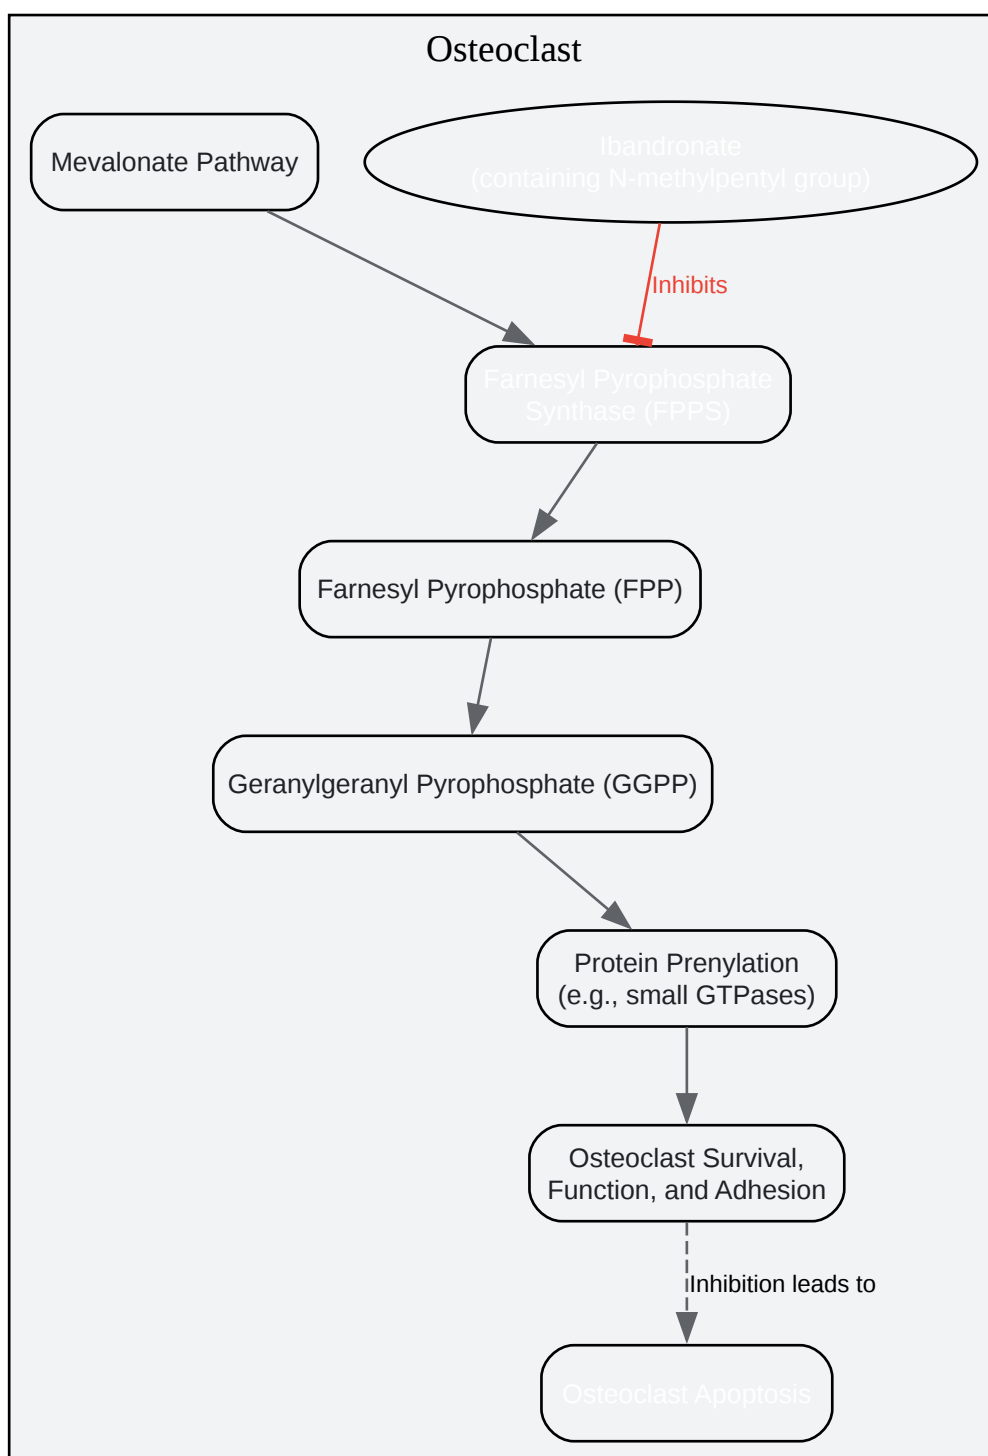 Osteoclast
Mevalonate Pathway
Ibandronate
(containing N-methylpentyl group)
Inhibits
Farnesyl Pyrophosphate
Synthase (FPPS)
Farnesyl Pyrophosphate (FPP)
Geranylgeranyl Pyrophosphate (GGPP)
Protein Prenylation
(e.g., small GTPases)
Osteoclast Survival,
Function, and Adhesion
Inhibition leads to
Osteoclast Apoptosis